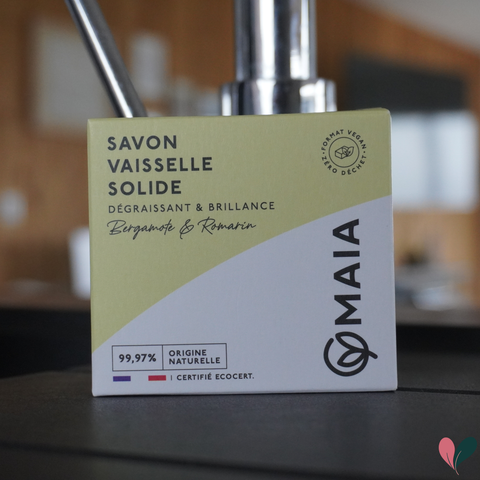 SAVON
VAISSELLE
SOLIDE
DÉGRAISSANT & BRILLANCE
Bergamote & Romarin
FORMAT VEGAN
ZÉRO DÉCHET
MAIA
99,97%
ORIGINE
NATURELLE
| CERTIFIÉ ECOCERT.